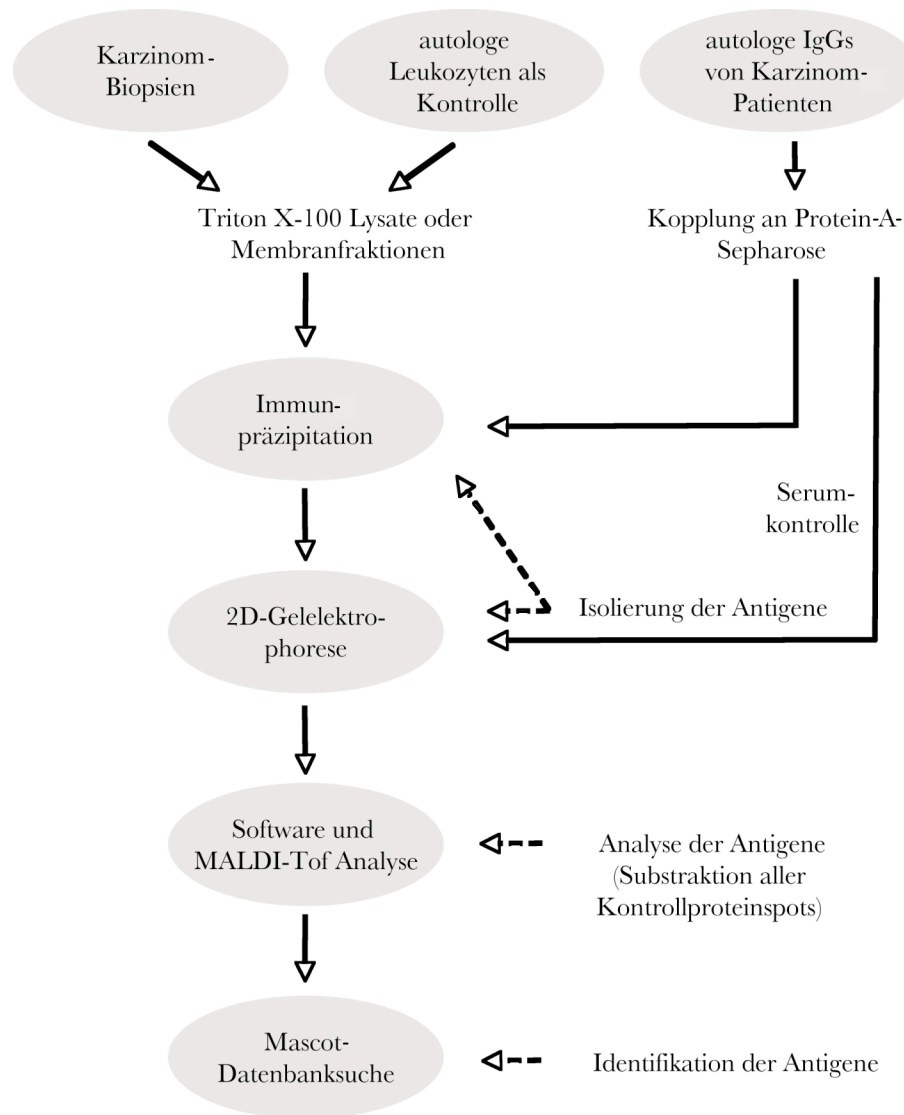 Karzinom-
Biopsien
autologe
Leukozyten als
Kontrolle
autologe IgGs
von Karzinom-
Patienten
Triton X-100 Lysate oder
Membranfraktionen
Kopplung an Protein-A-
Sepharose
Immun-
präzipitation
Serum-
kontrolle
2D-Gelelektro-
phorese
Isolierung der Antigene
Software und
MALDI-Tof Analyse
Analyse der Antigene
(Substraktion aller
Kontrollproteinspots)
Mascot-
Datenbanksuche
Identifikation der Antigene